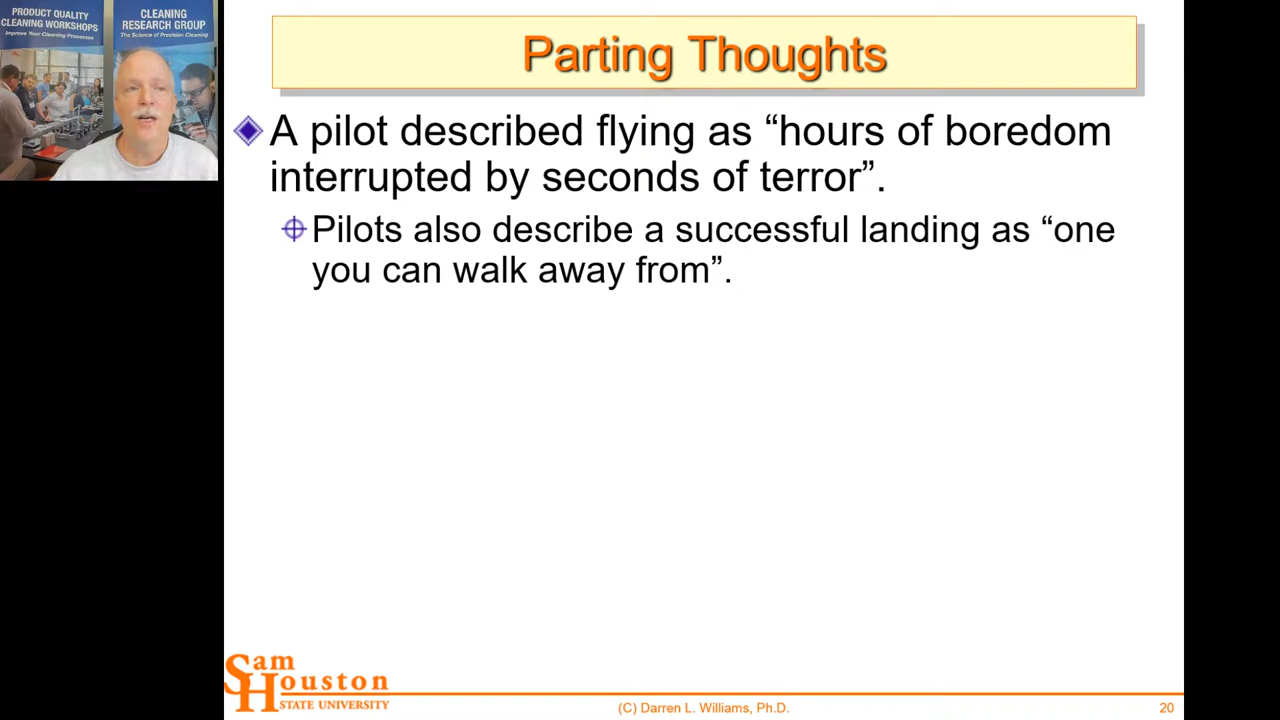 PRODUCT QUALITY
CLEANING WORKSHOPS
Improve Your Cleaning Processes
CLEANING
RESEARCH GROUP
The Science of Precision Cleaning
Parting Thoughts
A pilot described flying as “hours of boredom
interrupted by seconds of terror”.
Pilots also describe a successful landing as “one
you can walk away from”.
Sam
Houston
STATE UNIVERSITY
(C) Darren L. Williams, Ph.D.
20